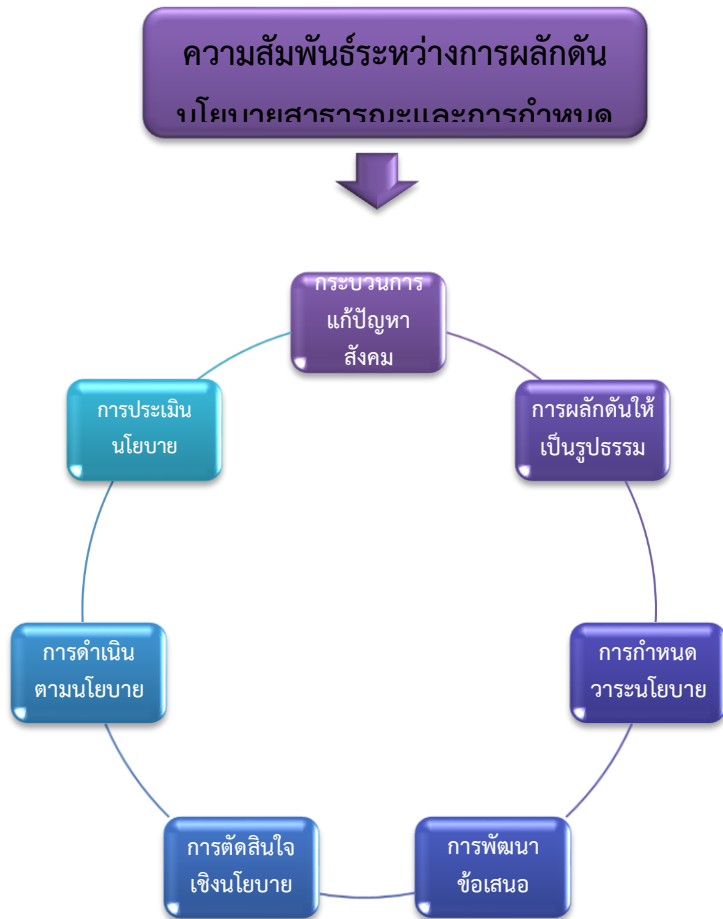 ความสัมพันธ์ระหว่างการผลักดัน
นโยบายสาธารณะและการกำหนด
กระบวนการ
แก้ปัญหา
สังคม
การผลักดันให้
เป็นรูปธรรม
การกำหนด
วาระนโยบาย
การพัฒนา
ข้อเสนอ
การตัดสินใจ
เชิงนโยบาย
การดำเนิน
ตามนโยบาย
การประเมิน
นโยบาย